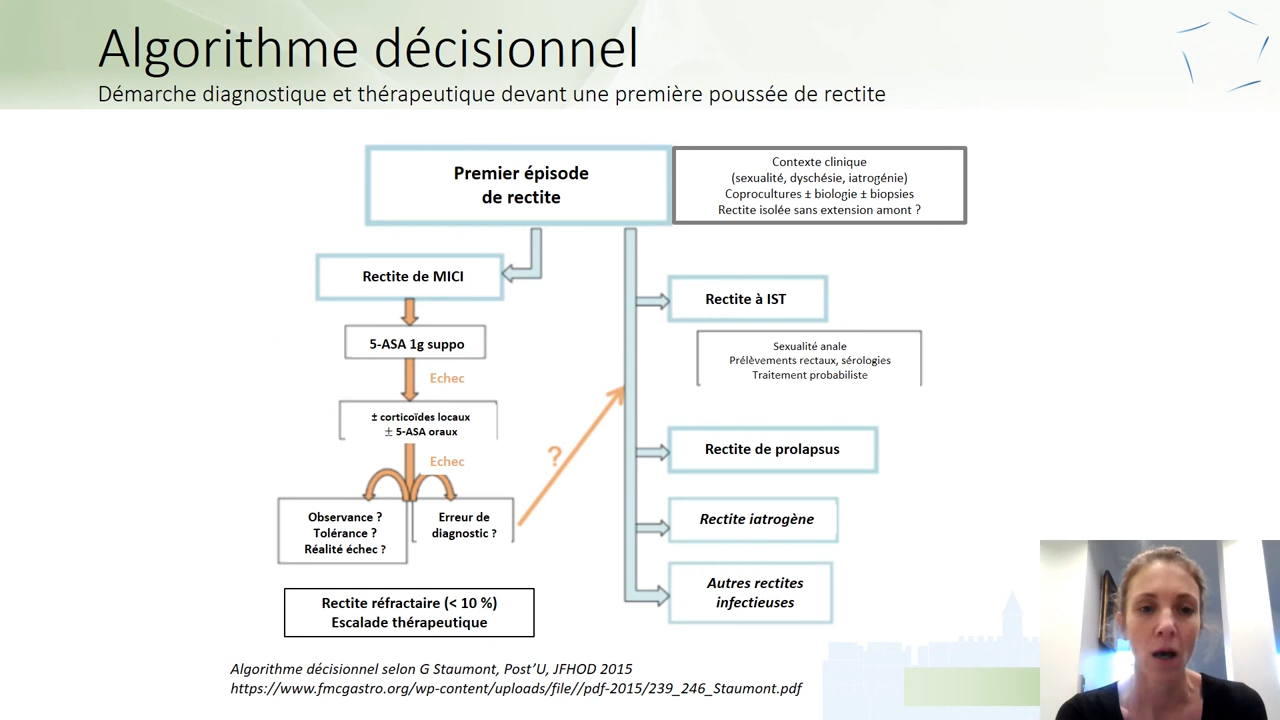 Algorithme décisionnel
Démarche diagnostique et thérapeutique devant une première poussée de rectite
Premier épisode
de rectite
Contexte clinique
(sexualité, dyschésie, iatrogénie)
Coprocultures ± biologie ± biopsies
Rectite isolée sans extension amont ?
Rectite de MICI
5-ASA 1g suppo
Echec
± corticoïdes locaux
± 5-ASA oraux
Echec
Observance ?
Tolérance ?
Réalité échec ?
Erreur de
diagnostic ?
?
Rectite réfractaire (< 10 %)
Escalade thérapeutique
Rectite à IST
Sexualité anale
Prélèvements rectaux, sérologies
Traitement probabiliste
Rectite de prolapsus
Rectite iatrogène
Autres rectites
infectieuses
Algorithme décisionnel selon G Staumont, Post'U, JFHOD 2015
https://www.fmcgastro.org/wp-content/uploads/file//pdf-2015/239_246_Staumont.pdf